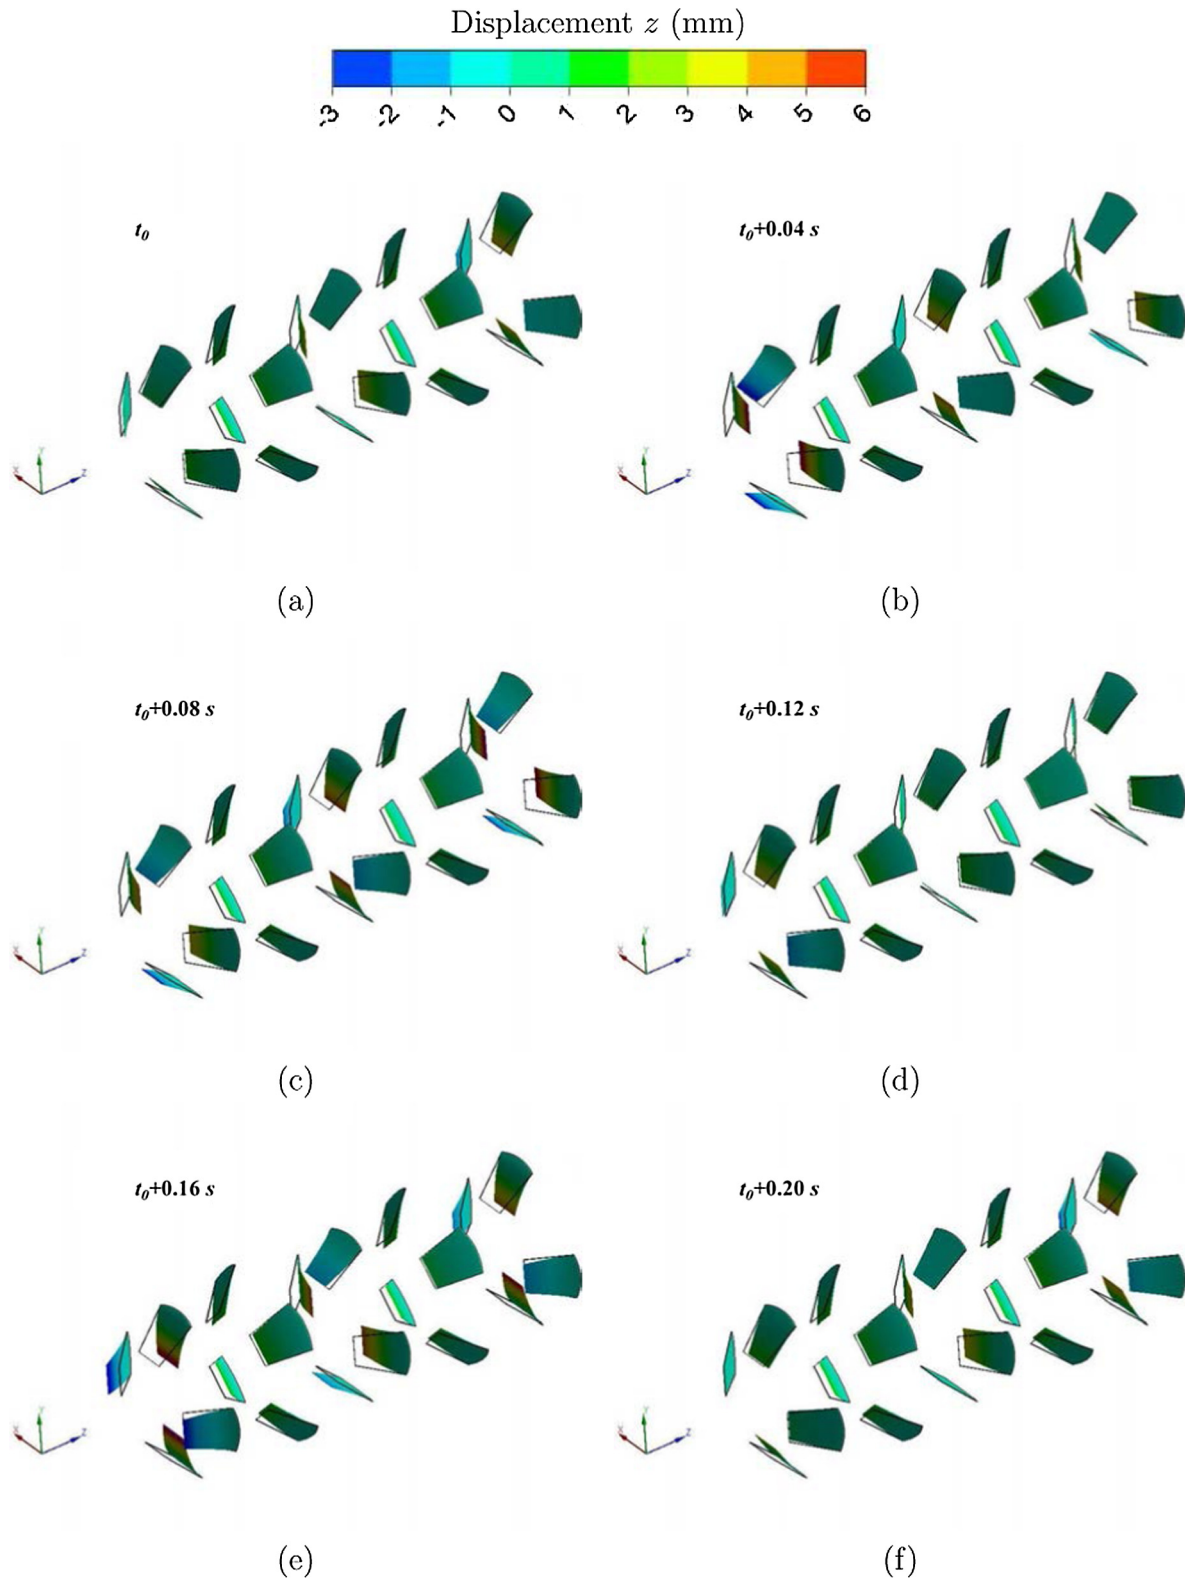 Displacement z (mm)
-3 -2 -1 0 1 2 3 4 5 6
t0 t0+0.04 s
X Y Z X Y Z
(a) (b)
t0+0.08 s t0+0.12 s
X Y Z X Y Z
(c) (d)
t0+0.16 s t0+0.20 s
X Y Z X Y Z
(e) (f)